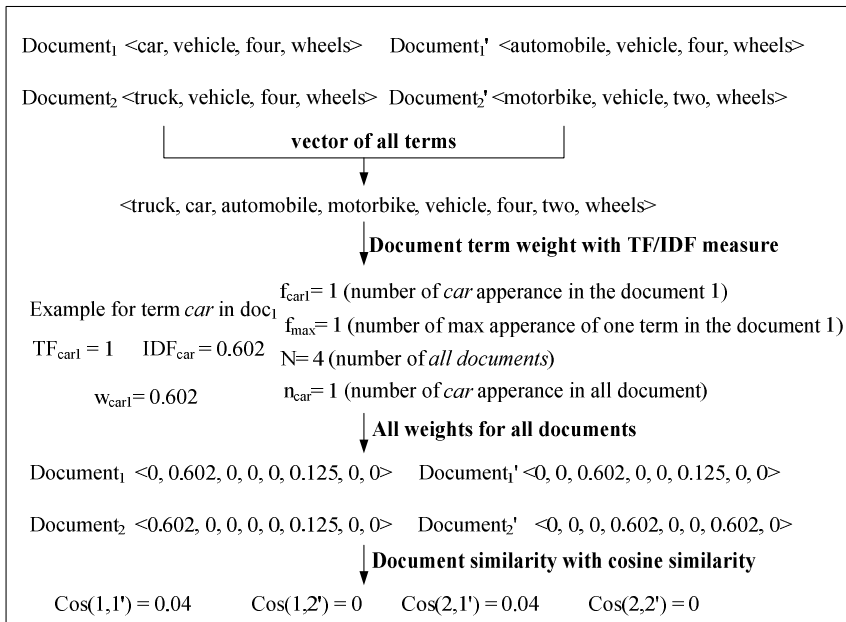 Document₁ <car, vehicle, four, wheels> Document₁' <automobile, vehicle, four, wheels>
Document₂ <truck, vehicle, four, wheels> Document₂' <motorbike, vehicle, two, wheels>
vector of all terms
<truck, car, automobile, motorbike, vehicle, four, two, wheels>
Document term weight with TF/IDF measure
Example for term car in doc₁
TF_car1 = 1 IDF_car = 0.602
w_car1= 0.602
f_car1= 1 (number of car apperance in the document 1)
f_max= 1 (number of max apperance of one term in the document 1)
N= 4 (number of all documents)
n_car= 1 (number of car apperance in all document)
All weights for all documents
Document₁ <0, 0.602, 0, 0, 0, 0.125, 0, 0> Document₁' <0, 0, 0.602, 0, 0, 0.125, 0, 0>
Document₂ <0.602, 0, 0, 0, 0, 0.125, 0, 0> Document₂' <0, 0, 0, 0.602, 0, 0, 0.602, 0>
Document similarity with cosine similarity
Cos(1,1') = 0.04 Cos(1,2') = 0 Cos(2,1') = 0.04 Cos(2,2') = 0